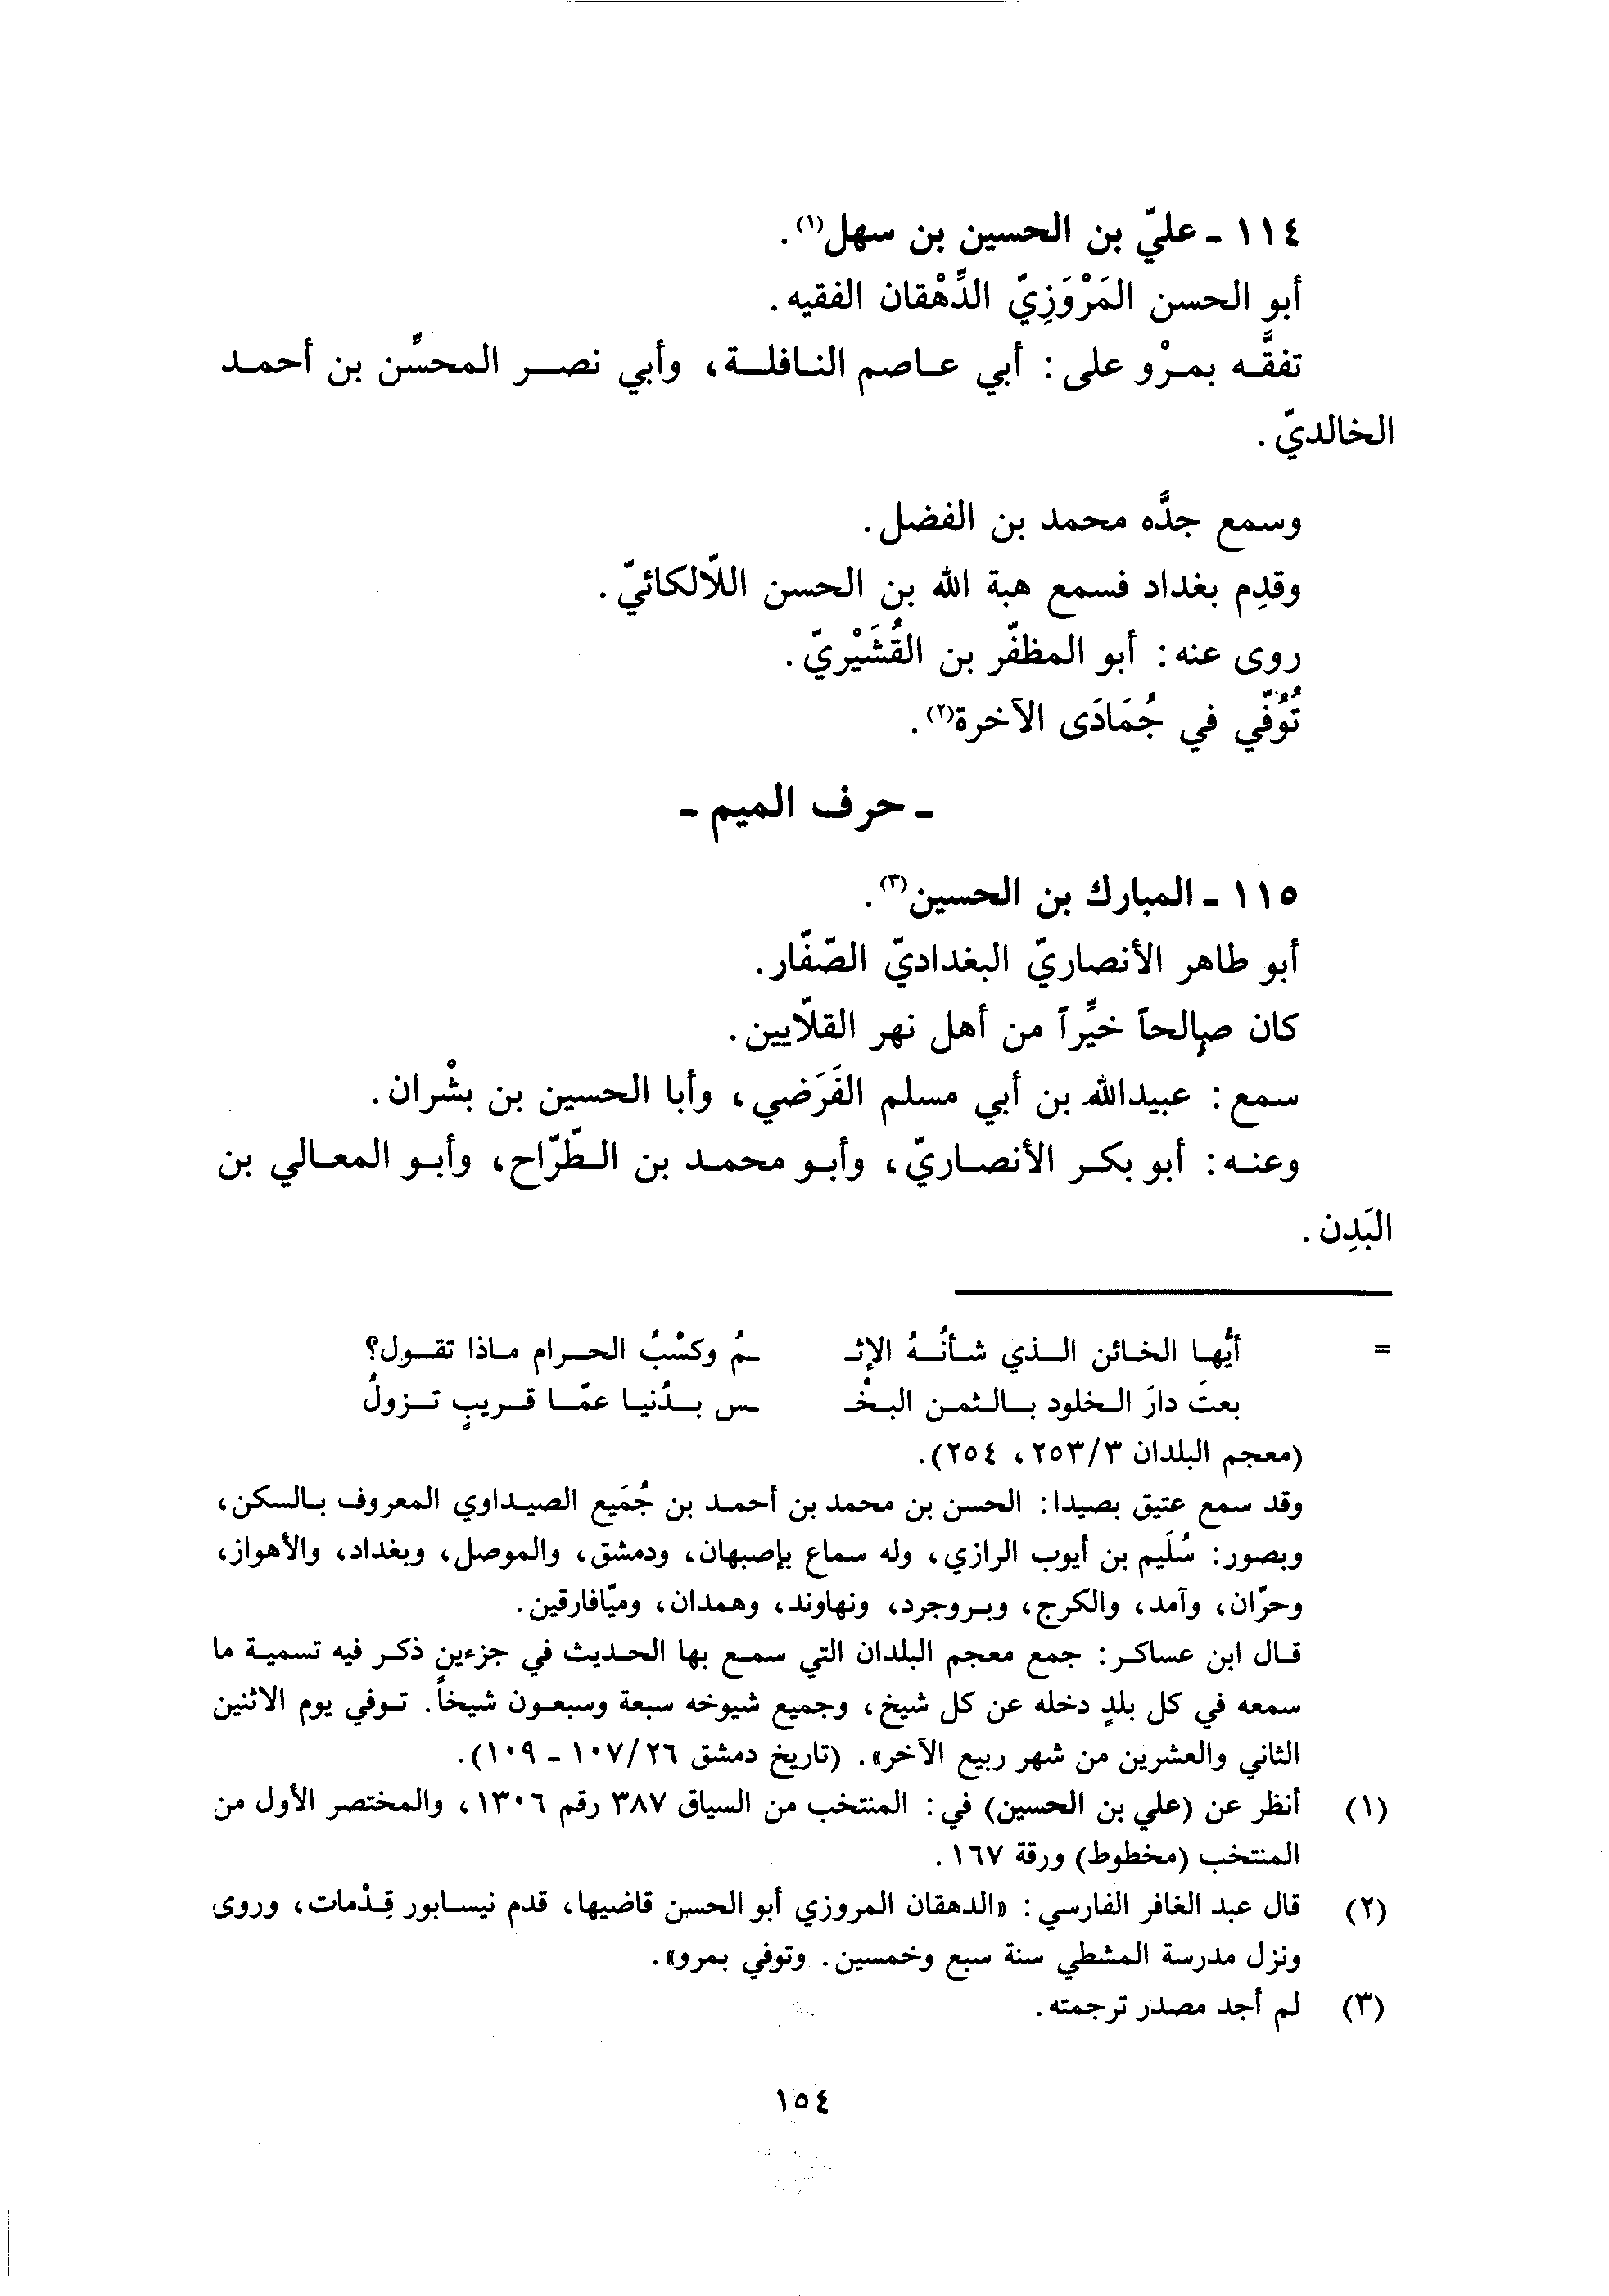 ١١٤ ـ عليّ بن الحسين بن سهل(١).
أبو الحسن المَرْوَزِيّ الدِّهْقان الفقيه.
تفقَّه بمرْو على: أبي عاصم النافلة، وأبي نصر المحسِّن بن أحمد
الخالديّ.
وسمع جدَّه محمد بن الفضل.
وقدِم بغداد فسمع هبة الله بن الحسن اللّالكائيّ.
روى عنه: أبو المظفّر بن القُشَيْريّ.
تُوُفّي في جُمَادَى الآخرة(٢).
ـ حرف الميم ـ
١١٥ ـ المبارك بن الحسين(٣).
أبو طاهر الأنصاريّ البغداديّ الصّفّار.
كان صالحاً خيِّراً من أهل نهر القلّايين.
سمع: عبيدالله بن أبي مسلم الفَرَضي، وأبا الحسين بن بشْران.
وعنه: أبو بكر الأنصاريّ، وأبو محمد بن الطّرّاح، وأبو المعالي بن
البَدِن.
= أيُّها الخائن الذي شأنُهُ الإثـ ـمُ وكسْبُ الحرام ماذا تقول؟
بعتَ دارَ الخلود بالثمن البخْـ ـس بدُنيا عمّا قريبٍ تزولُ
(معجم البلدان ٢٥٣/٣، ٢٥٤).
وقد سمع عتيق بصيدا: الحسن بن محمد بن أحمد بن جُمَيع الصيداوي المعروف بالسكن،
وبصور: سُلَيم بن أيوب الرازي، وله سماع بإصبهان، ودمشق، والموصل، وبغداد، والأهواز،
وحرّان، وآمد، والكرج، وبروجرد، ونهاوند، وهمدان، وميّافارقين.
قال ابن عساكر: جمع معجم البلدان التي سمع بها الحديث في جزءين ذكر فيه تسمية ما
سمعه في كل بلدٍ دخله عن كل شيخ، وجميع شيوخه سبعة وسبعون شيخاً. توفي يوم الاثنين
الثاني والعشرين من شهر ربيع الآخر». (تاريخ دمشق ١٠٧/٢٦ ـ ١٠٩).
(١) أنظر عن (علي بن الحسين) في: المنتخب من السياق ٣٨٧ رقم ١٣٠٦، والمختصر الأول من
المنتخب (مخطوط) ورقة ١٦٧.
(٢) قال عبد الغافر الفارسي: «الدهقان المروزي أبو الحسن قاضيها، قدم نيسابور قِدْمات، وروى
ونزل مدرسة المشطي سنة سبع وخمسين. وتوفي بمرو».
(٣) لم أجد مصدر ترجمته.
١٥٤